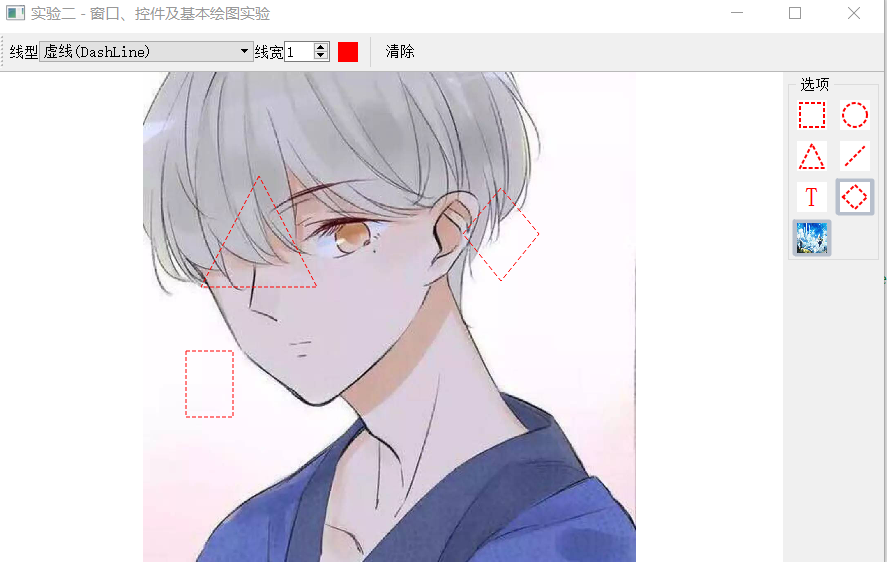 实验二 - 窗口、控件及基本绘图实验
线型 虚线(DashLine) 线宽 1 清除
选项
T